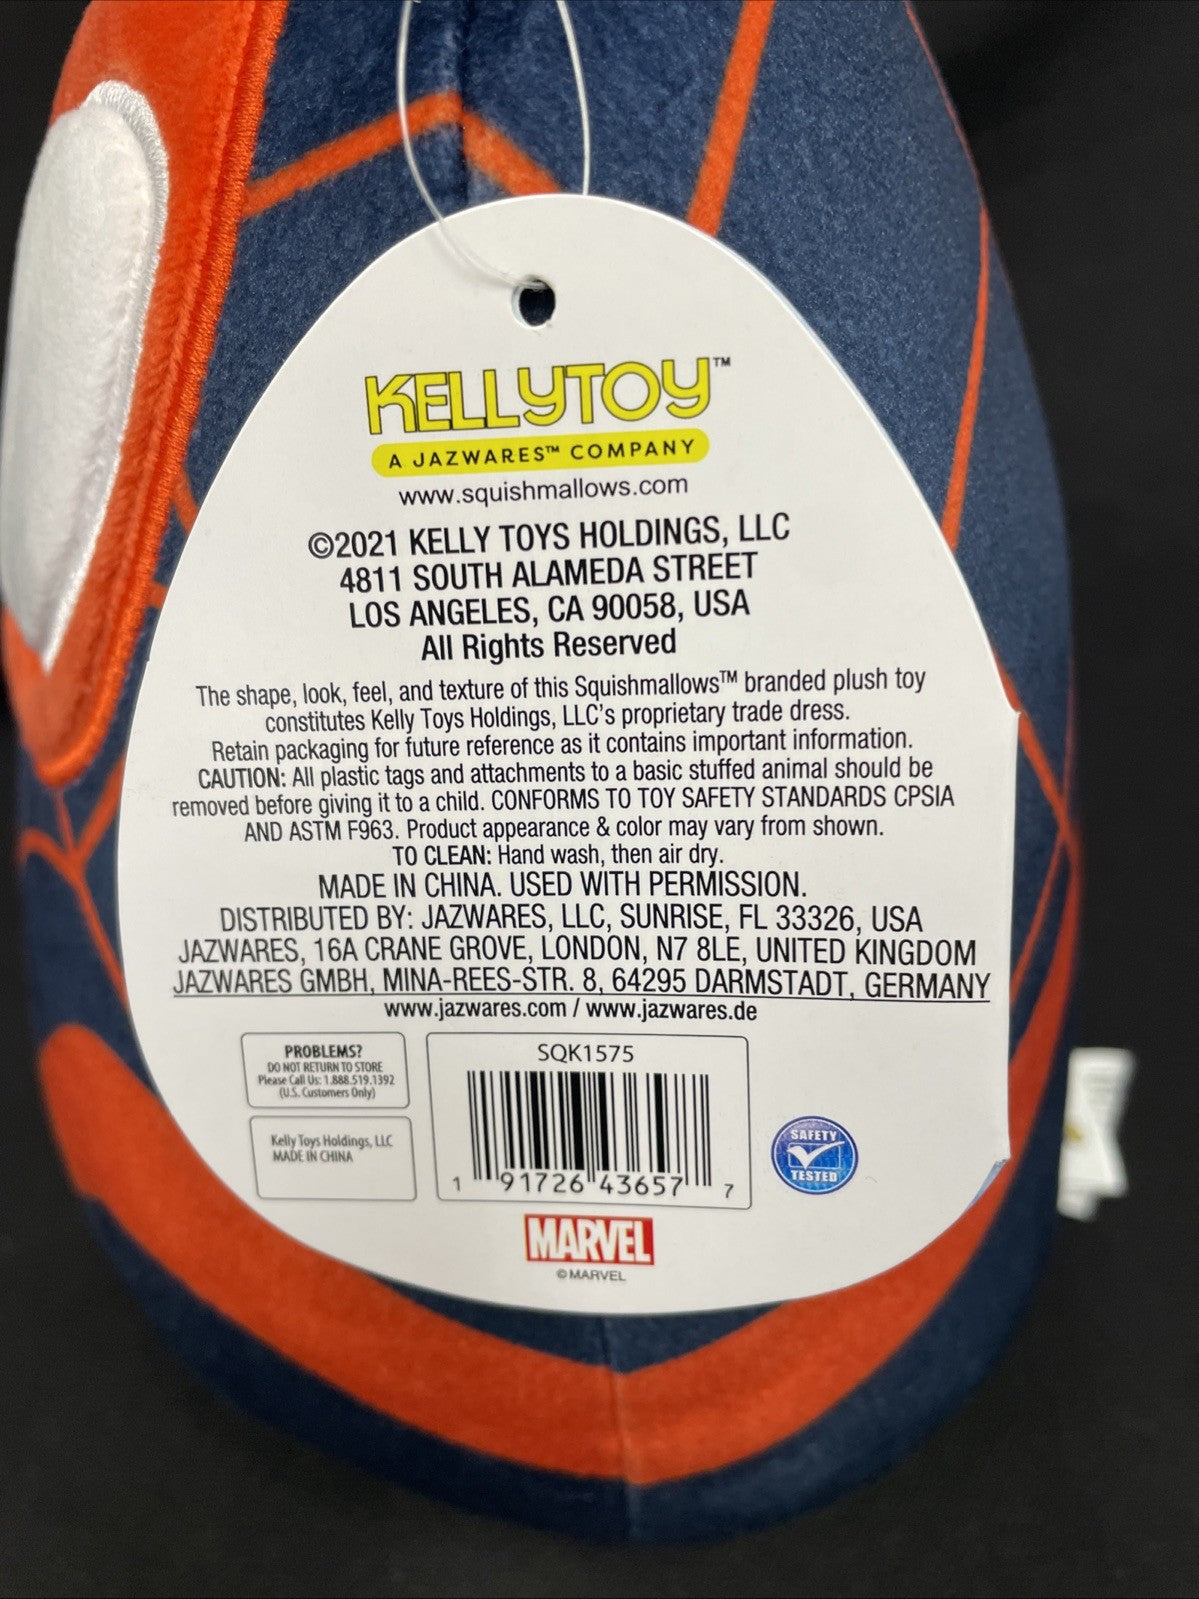 KELLYTOY™
A JAZWARES™ COMPANY
www.squishmallows.com
©2021 KELLY TOYS HOLDINGS, LLC
4811 SOUTH ALAMEDA STREET
LOS ANGELES, CA 90058, USA
All Rights Reserved
The shape, look, feel, and texture of this Squishmallows™ branded plush toy
constitutes Kelly Toys Holdings, LLC's proprietary trade dress.
Retain packaging for future reference as it contains important information.
CAUTION: All plastic tags and attachments to a basic stuffed animal should be
removed before giving it to a child. CONFORMS TO TOY SAFETY STANDARDS CPSIA
AND ASTM F963. Product appearance & color may vary from shown.
TO CLEAN: Hand wash, then air dry.
MADE IN CHINA. USED WITH PERMISSION.
DISTRIBUTED BY: JAZWARES, LLC, SUNRISE, FL 33326, USA
JAZWARES, 16A CRANE GROVE, LONDON, N7 8LE, UNITED KINGDOM
JAZWARES GMBH, MINA-REES-STR. 8, 64295 DARMSTADT, GERMANY
www.jazwares.com / www.jazwares.de
PROBLEMS?
DO NOT RETURN TO STORE
Please Call Us: 1.888.519.1392
(U.S. Customers Only)
Kelly Toys Holdings, LLC
MADE IN CHINA
SQK1575
1 91726 43657 7
SAFETY
TESTED
MARVEL
© MARVEL